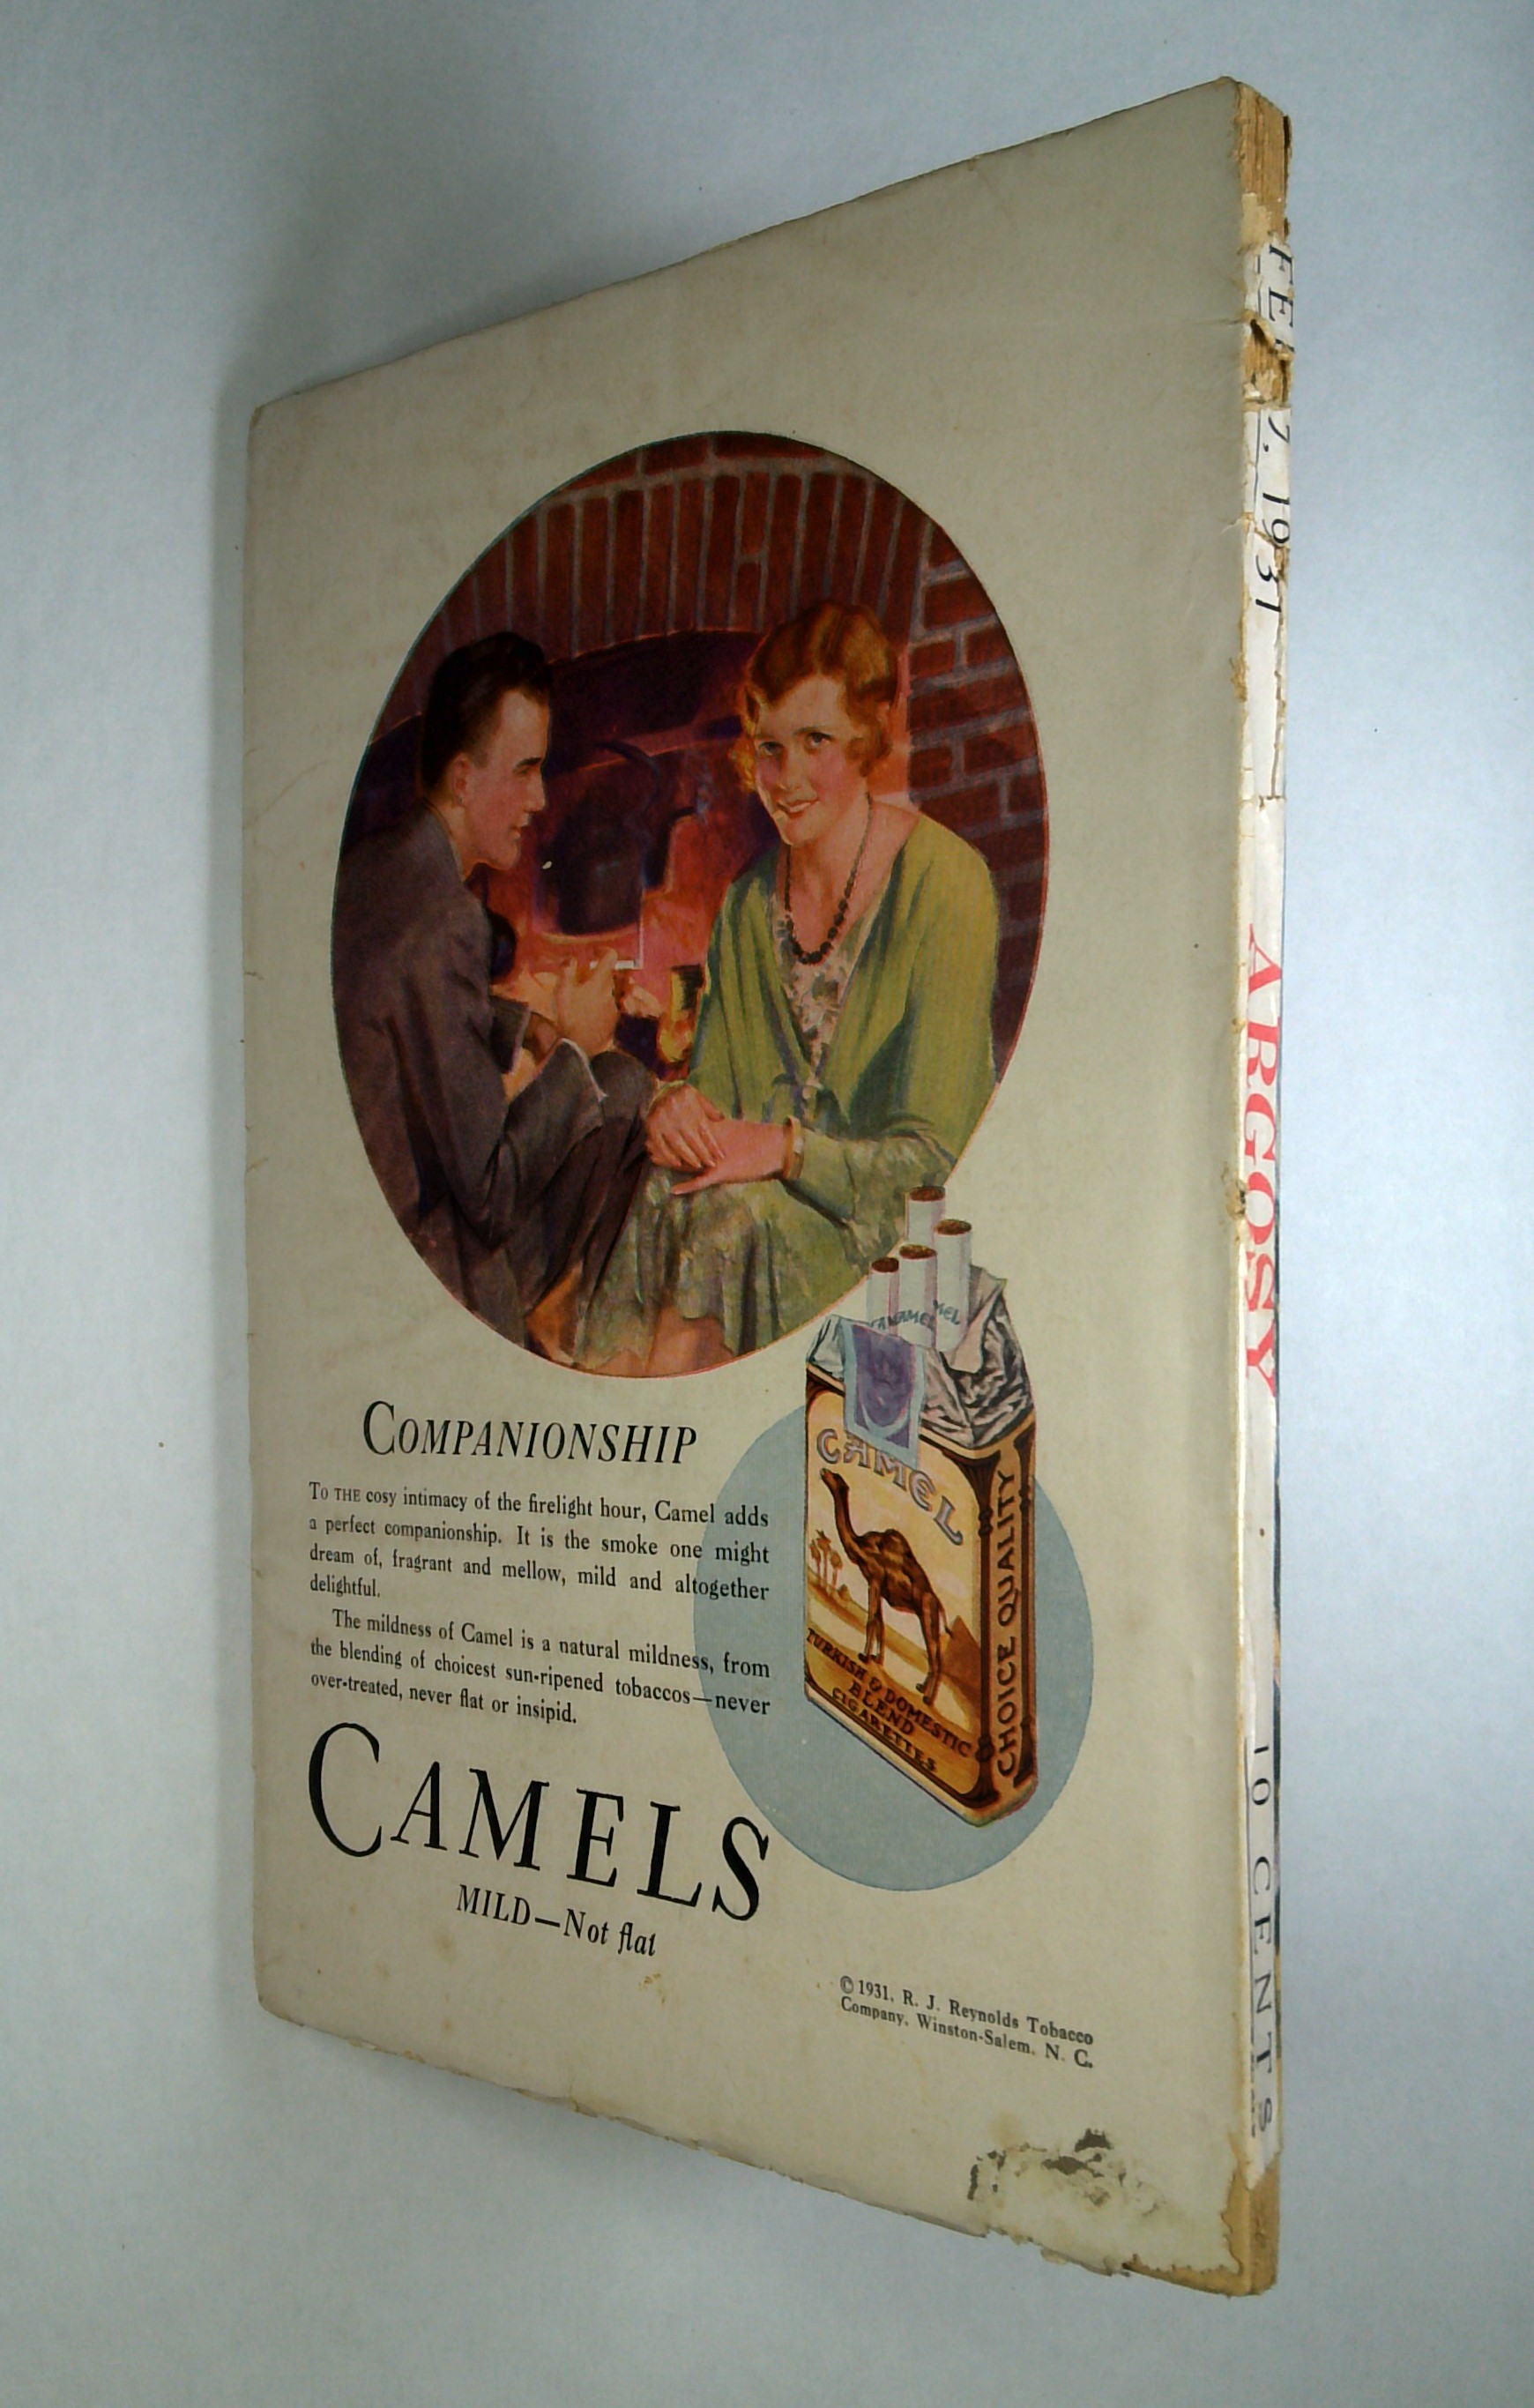 COMPANIONSHIP
TO THE cosy intimacy of the firelight hour, Camel adds
a perfect companionship. It is the smoke one might
dream of, fragrant and mellow, mild and altogether
delightful.
The mildness of Camel is a natural mildness, from
the blending of choicest sun-ripened tobaccos—never
over-treated, never flat or insipid.
CAMELS
MILD—Not flat
CAMEL
TURKISH & DOMESTIC
BLEND
CIGARETTES
CHOICE QUALITY
© 1931, R. J. Reynolds Tobacco
Company, Winston-Salem, N. C.
7, 1931
ARGOSY
10 CENTS